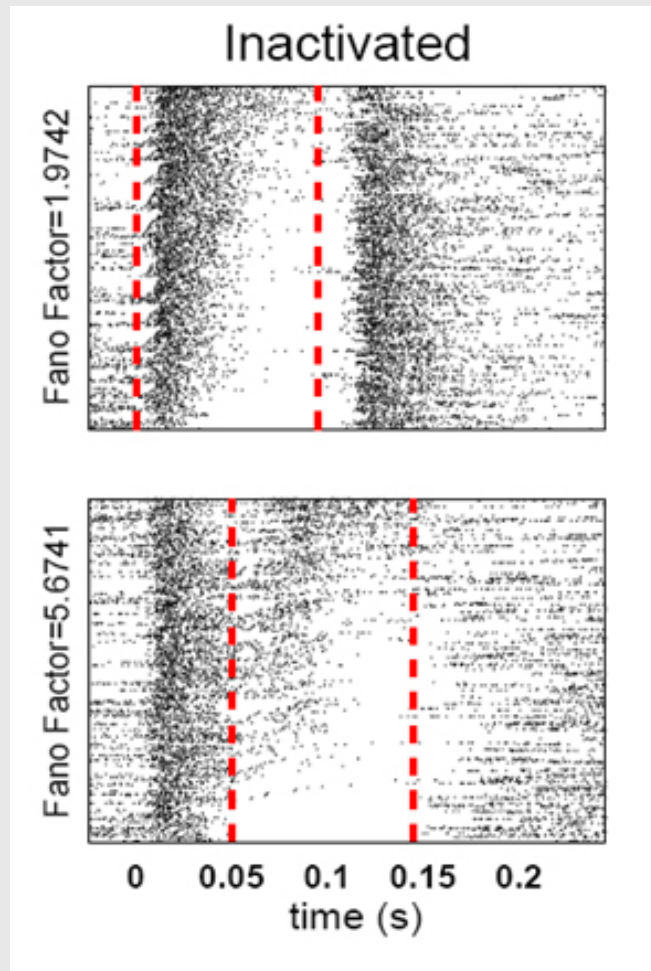 Inactivated
Fano Factor=1.9742
Fano Factor=5.6741
0 0.05 0.1 0.15 0.2
time (s)